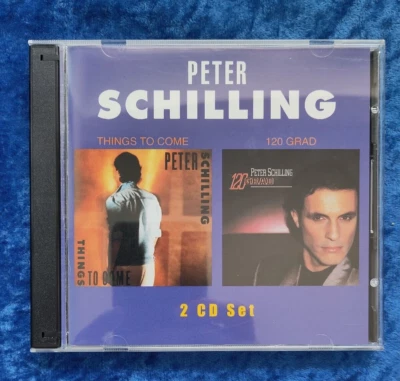 PETER
SCHILLING
THINGS TO COME
120 GRAD
PETER
SCHILLING
THINGS
TO COME
120
PETER SCHILLING
2 CD Set